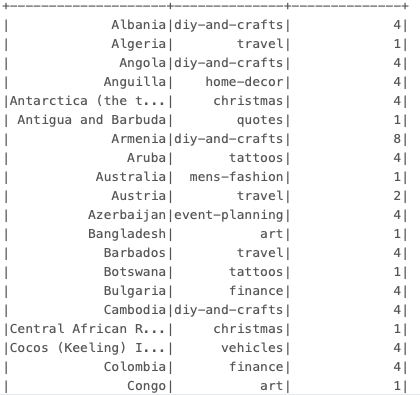 +--------------------+--------------+--------------+
|             Albania|diy-and-crafts|             4|
|             Algeria|        travel|             1|
|              Angola|diy-and-crafts|             4|
|            Anguilla|    home-decor|             4|
|Antarctica (the t...|     christmas|             4|
| Antigua and Barbuda|        quotes|             1|
|             Armenia|diy-and-crafts|             8|
|               Aruba|       tattoos|             4|
|           Australia|  mens-fashion|             1|
|             Austria|        travel|             2|
|          Azerbaijan|event-planning|             4|
|          Bangladesh|           art|             1|
|            Barbados|        travel|             4|
|            Botswana|       tattoos|             1|
|            Bulgaria|       finance|             4|
|            Cambodia|diy-and-crafts|             4|
|Central African R...|     christmas|             1|
|Cocos (Keeling) I...|      vehicles|             4|
|            Colombia|       finance|             4|
|               Congo|           art|             1|